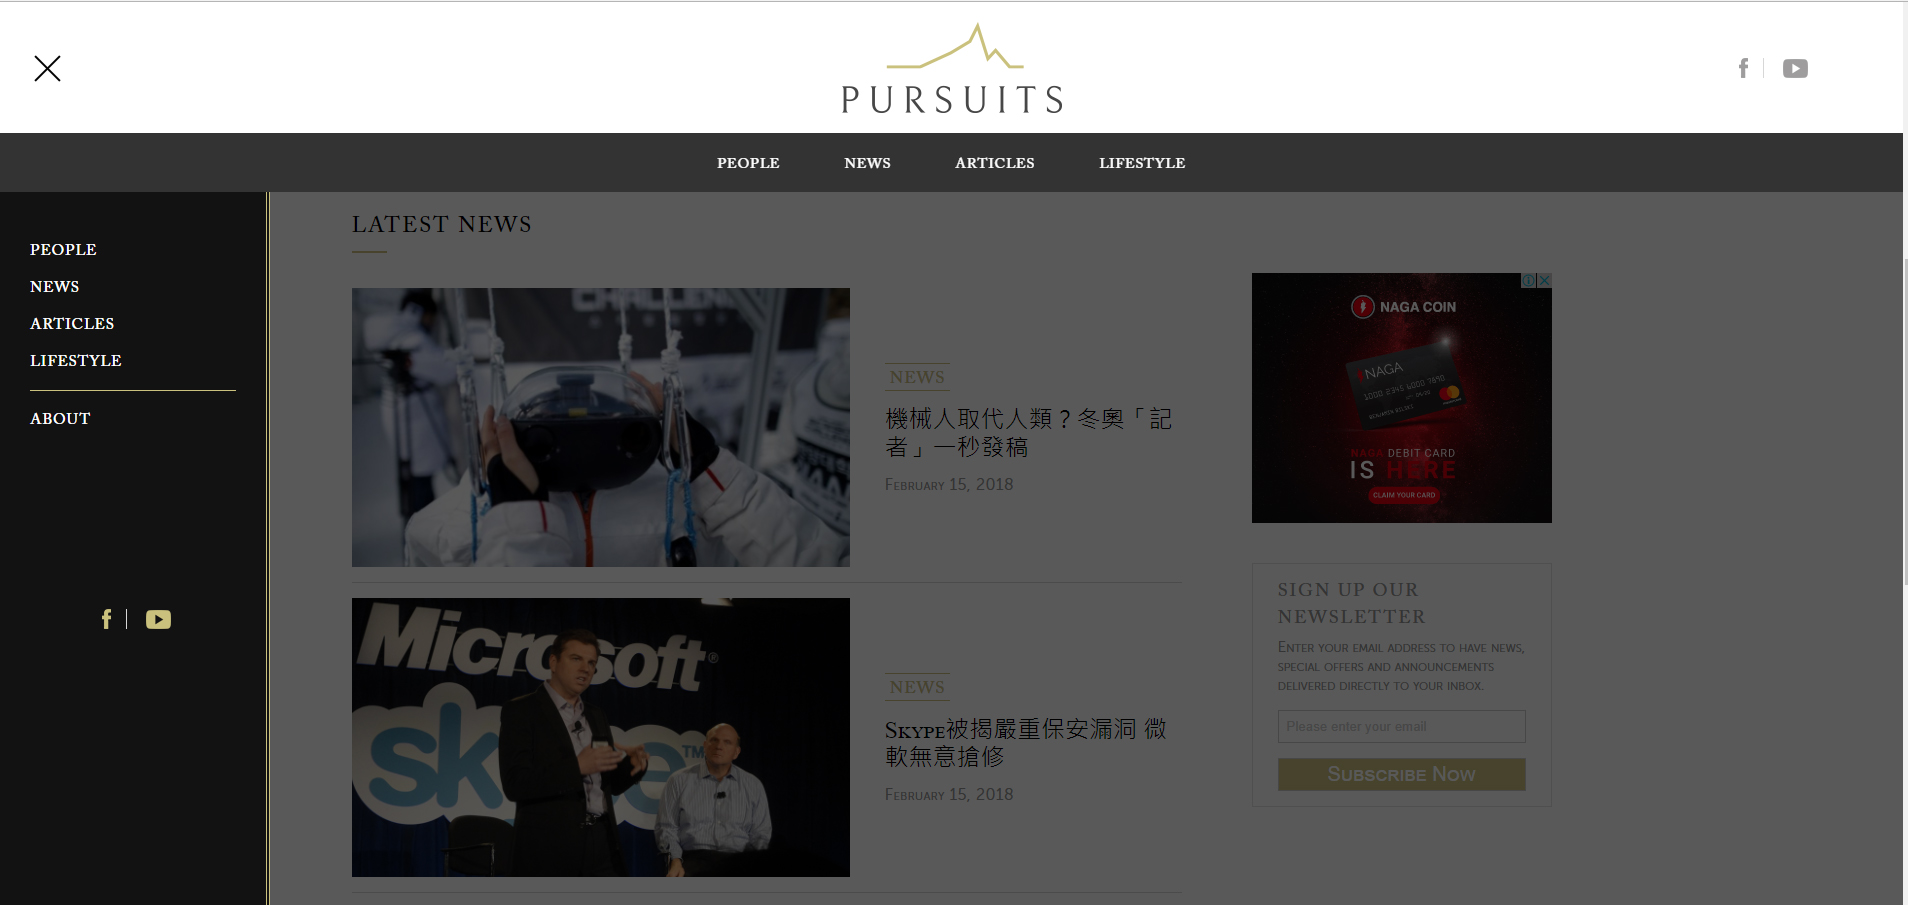 PURSUITS
PEOPLE NEWS ARTICLES LIFESTYLE
PEOPLE
NEWS
ARTICLES
LIFESTYLE
ABOUT
LATEST NEWS
NEWS
機械人取代人類？冬奧「記
者」一秒發稿
February 15, 2018
Microsoft®
skype™
NEWS
Skype被揭嚴重保安漏洞 微
軟無意搶修
February 15, 2018
NAGA COIN
NAGA
1000 2345 6000 7890
NAGA DEBIT CARD
IS HERE
CLAIM YOUR CARD
SIGN UP OUR
NEWSLETTER
Enter your email address to have news,
special offers and announcements
delivered directly to your inbox.
Please enter your email
Subscribe Now